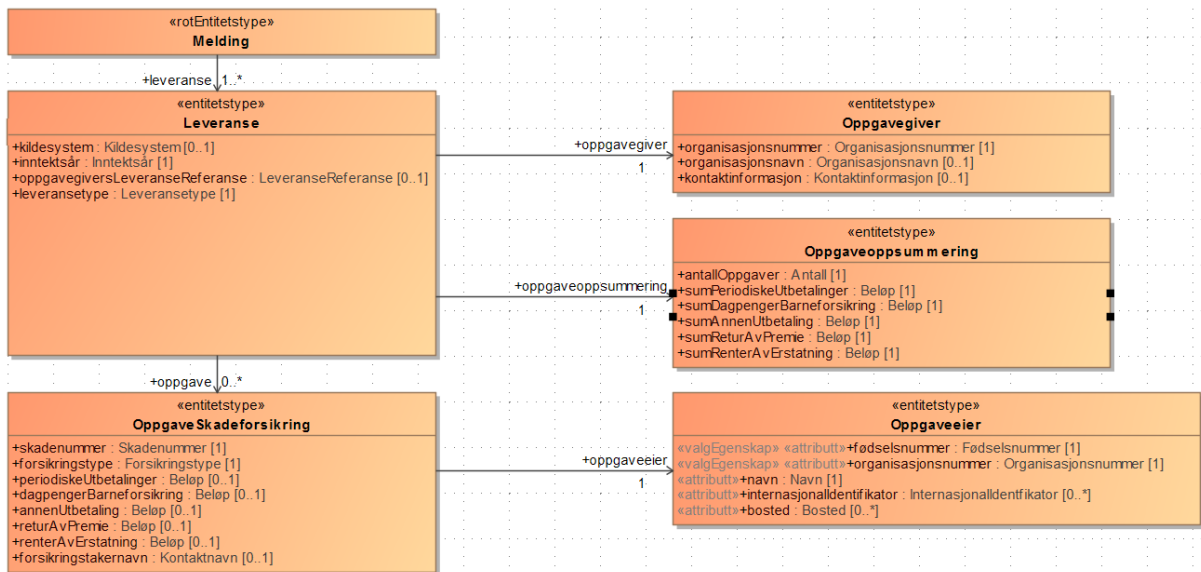 «rotEntitetstype»
Melding
+leveranse 1..*
«entitetstype»
Leveranse
+kildesystem : Kildesystem [0..1]
+inntektsår : Inntektsår [1]
+oppgavegiversLeveranseReferanse : LeveranseReferanse [0..1]
+leveransetype : Leveransetype [1]
+oppgavegiver
1
«entitetstype»
Oppgavegiver
+organisasjonsnummer : Organisasjonsnummer [1]
+organisasjonsnavn : Organisasjonsnavn [0..1]
+kontaktinformasjon : Kontaktinformasjon [0..1]
+oppgaveoppsummering
1
«entitetstype»
Oppgaveoppsummering
+antallOppgaver : Antall [1]
+sumPeriodiskeUtbetalinger : Beløp [1]
+sumDagpengerBarneforsikring : Beløp [1]
+sumAnnenUtbetaling : Beløp [1]
+sumReturAvPremie : Beløp [1]
+sumRenterAvErstatning : Beløp [1]
+oppgave 0..*
«entitetstype»
OppgaveSkadeforsikring
+skadenummer : Skadenummer [1]
+forsikringstype : Forsikringstype [1]
+periodiskeUtbetalinger : Beløp [0..1]
+dagpengerBarneforsikring : Beløp [0..1]
+annenUtbetaling : Beløp [0..1]
+returAvPremie : Beløp [0..1]
+renterAvErstatning : Beløp [0..1]
+forsikringstakernavn : Kontaktnavn [0..1]
+oppgaveeier
1
«entitetstype»
Oppgaveeier
«valgEgenskap» «attributt»+fødselsnummer : Fødselsnummer [1]
«valgEgenskap» «attributt»+organisasjonsnummer : Organisasjonsnummer [1]
«attributt»+navn : Navn [1]
«attributt»+internasjonalIdentifikator : InternasjonalIdentfikator [0..*]
«attributt»+bosted : Bosted [0..*]